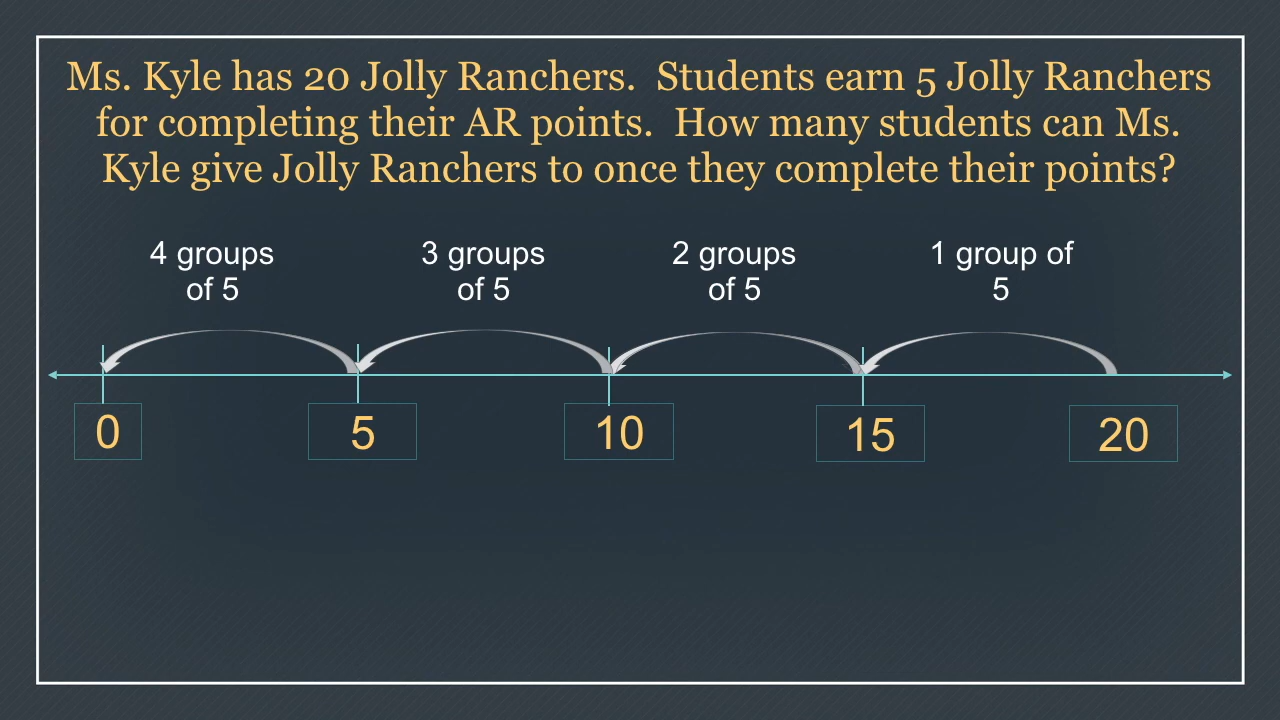 Ms. Kyle has 20 Jolly Ranchers.  Students earn 5 Jolly Ranchers
for completing their AR points.  How many students can Ms.
Kyle give Jolly Ranchers to once they complete their points?
4 groups
of 5
3 groups
of 5
2 groups
of 5
1 group of
5
0
5
10
15
20